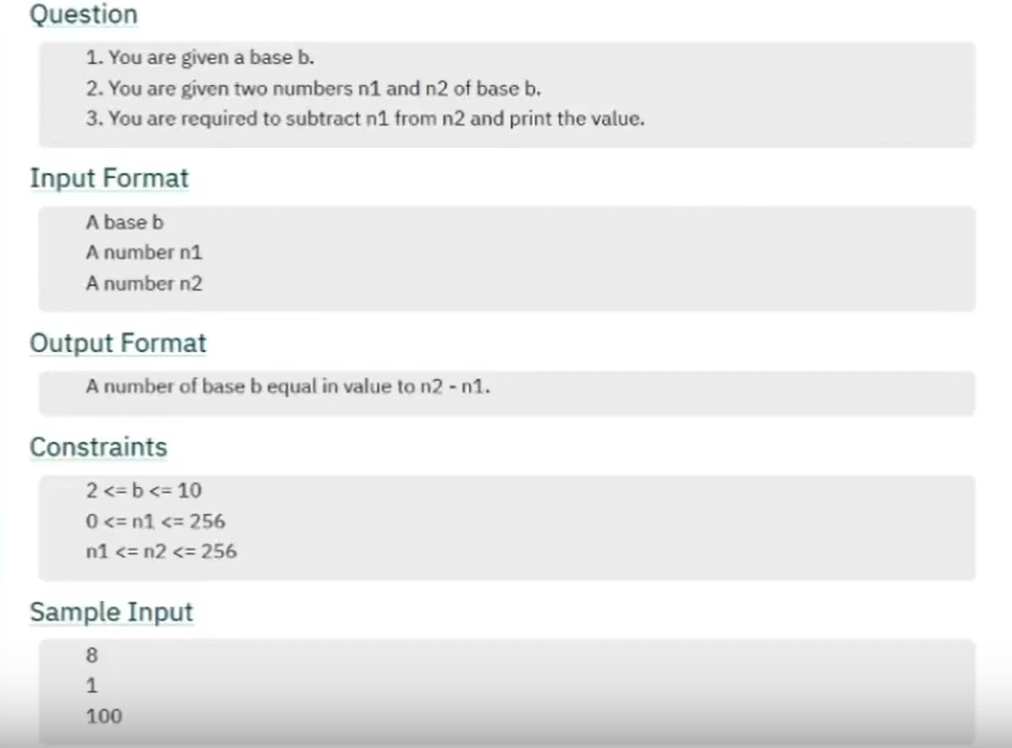 Question
1. You are given a base b.
2. You are given two numbers n1 and n2 of base b.
3. You are required to subtract n1 from n2 and print the value.
Input Format
A base b
A number n1
A number n2
Output Format
A number of base b equal in value to n2 - n1.
Constraints
2 <= b <= 10
0 <= n1 <= 256
n1 <= n2 <= 256
Sample Input
8
1
100